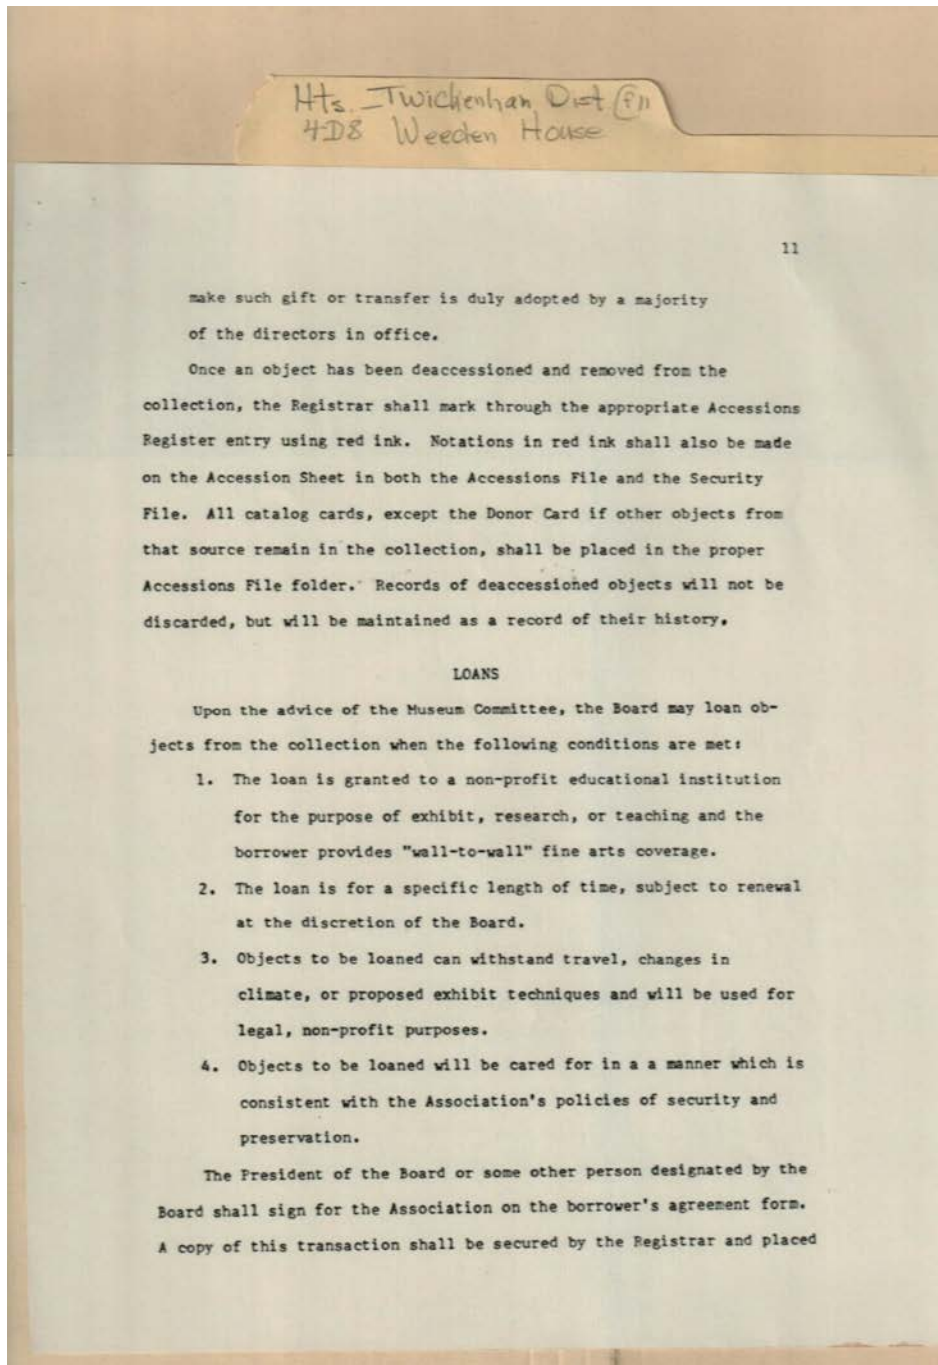 Hts. Twickenham Dist
4D8 Weeden House
11
make such gift or transfer is duly adopted by a majority
of the directors in office.
Once an object has been deaccessioned and removed from the
collection, the Registrar shall mark through the appropriate Accessions
Register entry using red ink. Notations in red ink shall also be made
on the Accession Sheet in both the Accessions File and the Security
File. All catalog cards, except the Donor Card if other objects from
that source remain in the collection, shall be placed in the proper
Accessions File folder. Records of deaccessioned objects will not be
discarded, but will be maintained as a record of their history.
LOANS
Upon the advice of the Museum Committee, the Board may loan ob-
jects from the collection when the following conditions are met:
1. The loan is granted to a non-profit educational institution
for the purpose of exhibit, research, or teaching and the
borrower provides "wall-to-wall" fine arts coverage.
2. The loan is for a specific length of time, subject to renewal
at the discretion of the Board.
3. Objects to be loaned can withstand travel, changes in
climate, or proposed exhibit techniques and will be used for
legal, non-profit purposes.
4. Objects to be loaned will be cared for in a a manner which is
consistent with the Association's policies of security and
preservation.
The President of the Board or some other person designated by the
Board shall sign for the Association on the borrower's agreement form.
A copy of this transaction shall be secured by the Registrar and placed